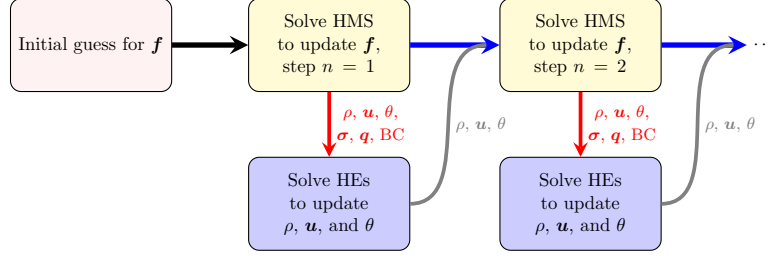 Initial guess for f
Solve HMS
to update f,
step n = 1
Solve HMS
to update f,
step n = 2
··
ρ, u, θ,
σ, q, BC
ρ, u, θ
ρ, u, θ,
σ, q, BC
ρ, u, θ
Solve HEs
to update
ρ, u, and θ
Solve HEs
to update
ρ, u, and θ